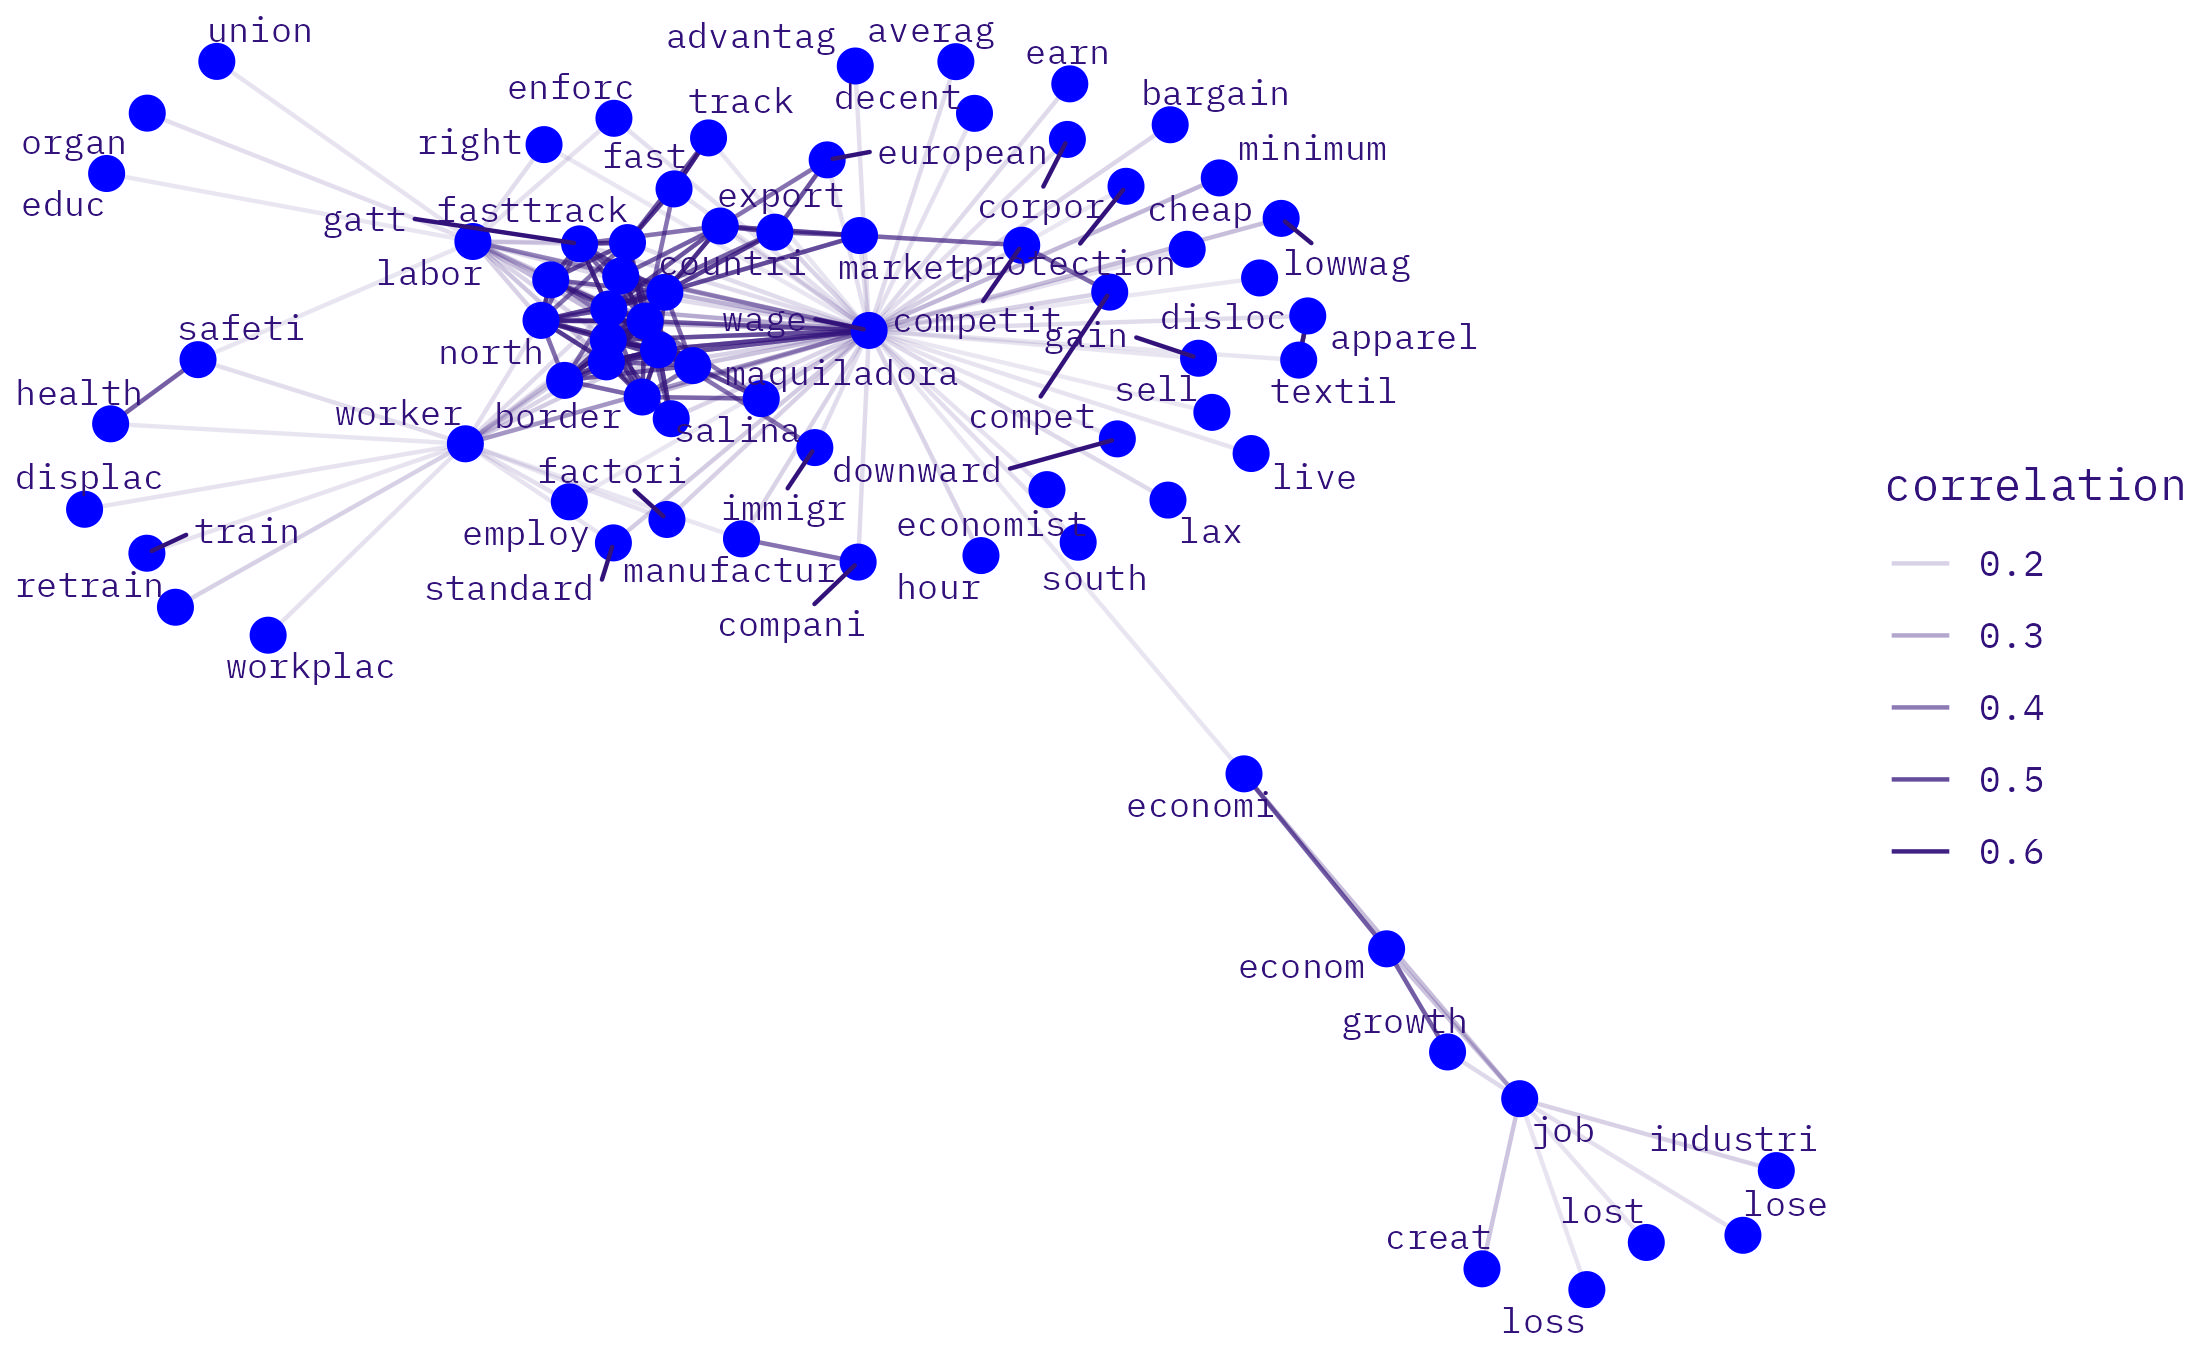 union
advantag
averag
earn
enforc
track
decent
bargain
organ
right
fast
european
minimum
educ
export
gatt
fasttrack
corpor
cheap
labor
countri
market
protection
lowwag
safeti
wage
competit
gain
disloc
apparel
north
health
maquiladora
sell
textil
worker
border
salina
compet
displac
factori
downward
live
correlation
train
employ
immigr
economist
lax
0.2
retrain
standard
manufactur
hour
south
compani
0.3
workplac
0.4
economi
0.5
0.6
econom
growth
job
industri
creat
lost
lose
loss